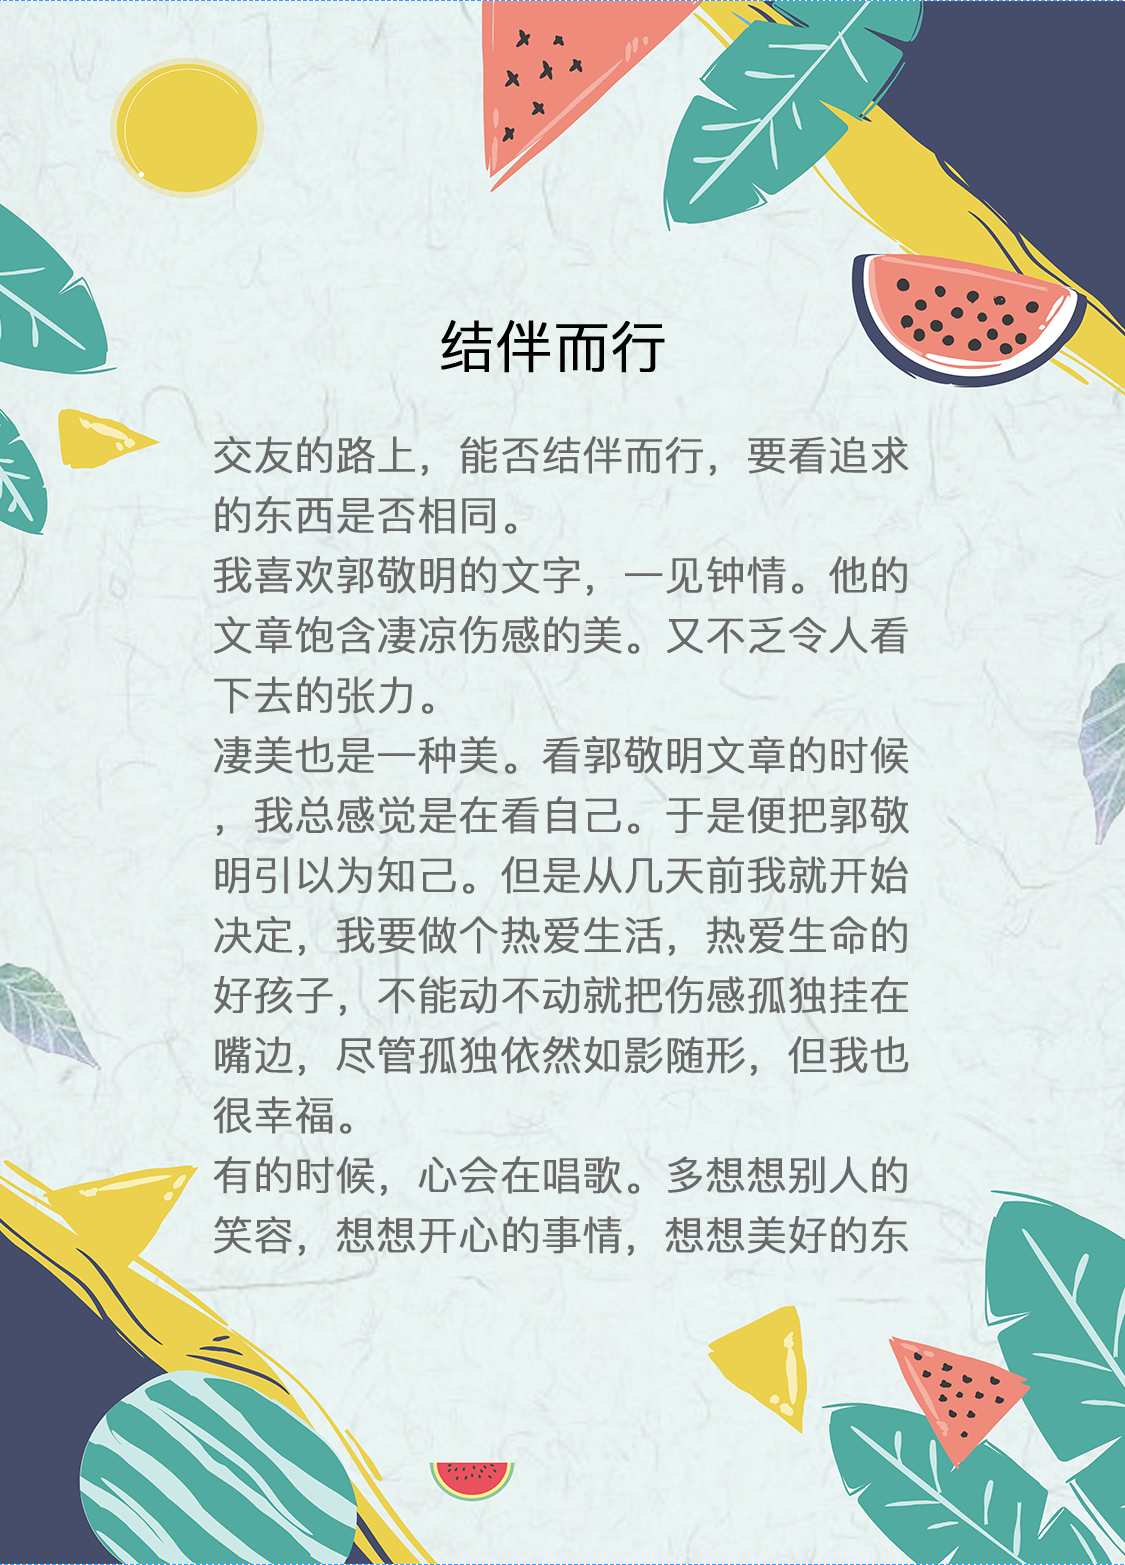 结伴而行
交友的路上，能否结伴而行，要看追求
的东西是否相同。
我喜欢郭敬明的文字，一见钟情。他的
文章饱含凄凉伤感的美。又不乏令人看
下去的张力。
凄美也是一种美。看郭敬明文章的时候
，我总感觉是在看自己。于是便把郭敬
明引以为知己。但是从几天前我就开始
决定，我要做个热爱生活，热爱生命的
好孩子，不能动不动就把伤感孤独挂在
嘴边，尽管孤独依然如影随形，但我也
很幸福。
有的时候，心会在唱歌。多想想别人的
笑容，想想开心的事情，想想美好的东